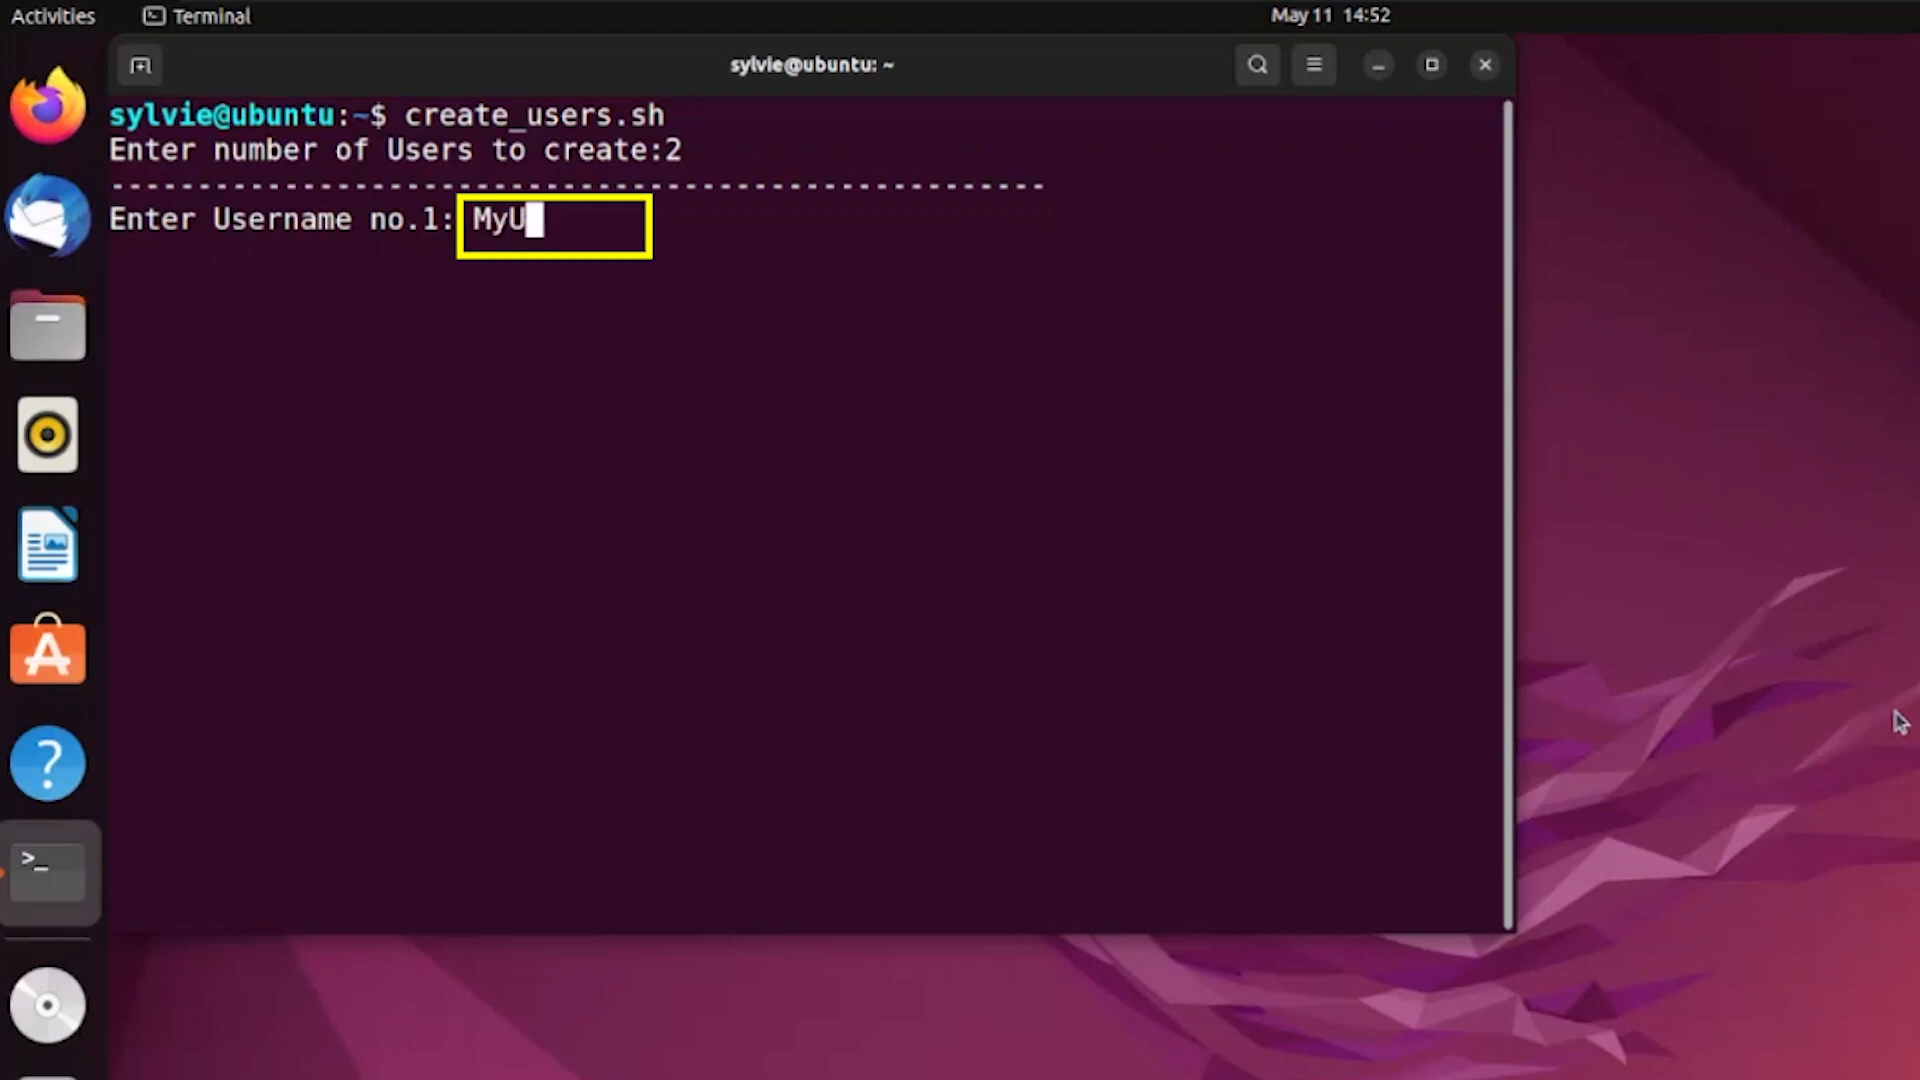 Activities Terminal May 11 14:52
sylvie@ubuntu: ~
sylvie@ubuntu:~$ create_users.sh
Enter number of Users to create:2
------------------------------------------------------
Enter Username no.1: MyU